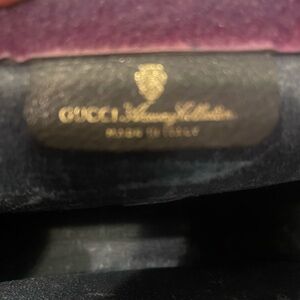 GUCCI Accessory Collection
MADE IN ITALY